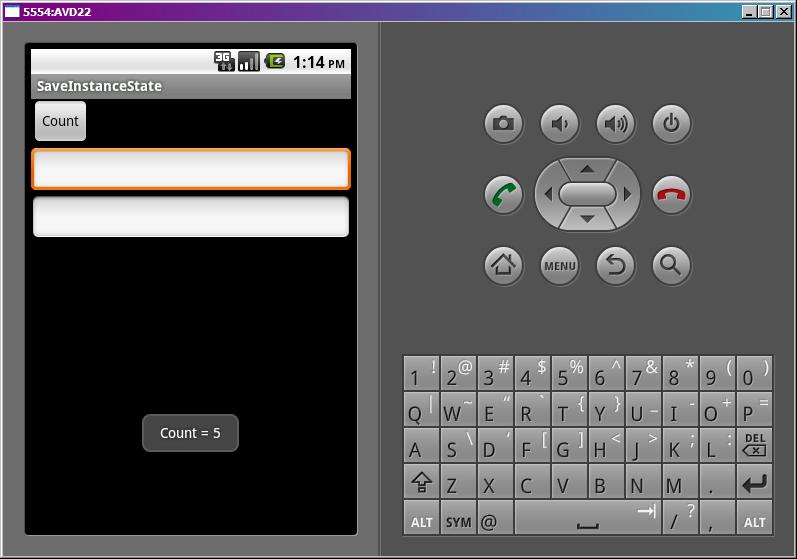 5554:AVD22
3G 1:14 PM
SaveInstanceState
Count
Count = 5
MENU
1 ! 2 @ 3 # 4 $ 5 % 6 ^ 7 & 8 * 9 ( 0 )
Q | W ~ E “ R ` T { Y } U _ I - O + P =
A S \ D ‘ F [ G ] H < J > K ; L : DEL
Z X C V B N M .
ALT SYM @ / ? , ALT